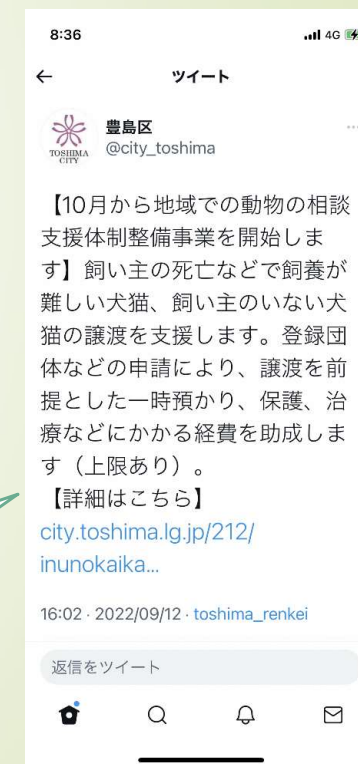 8:36
4G
ツイート
TOSHIMA
CITY
豊島区
@city_toshima
【10月から地域での動物の相談
支援体制整備事業を開始しま
す】飼い主の死亡などで飼養が
難しい犬猫、飼い主のいない犬
猫の譲渡を支援します。登録団
体などの申請により、譲渡を前
提とした一時預かり、保護、治
療などにかかる経費を助成しま
す（上限あり）。
【詳細はこちら】
city.toshima.lg.jp/212/
inunokaika...
16:02 · 2022/09/12 · toshima_renkei
返信をツイート